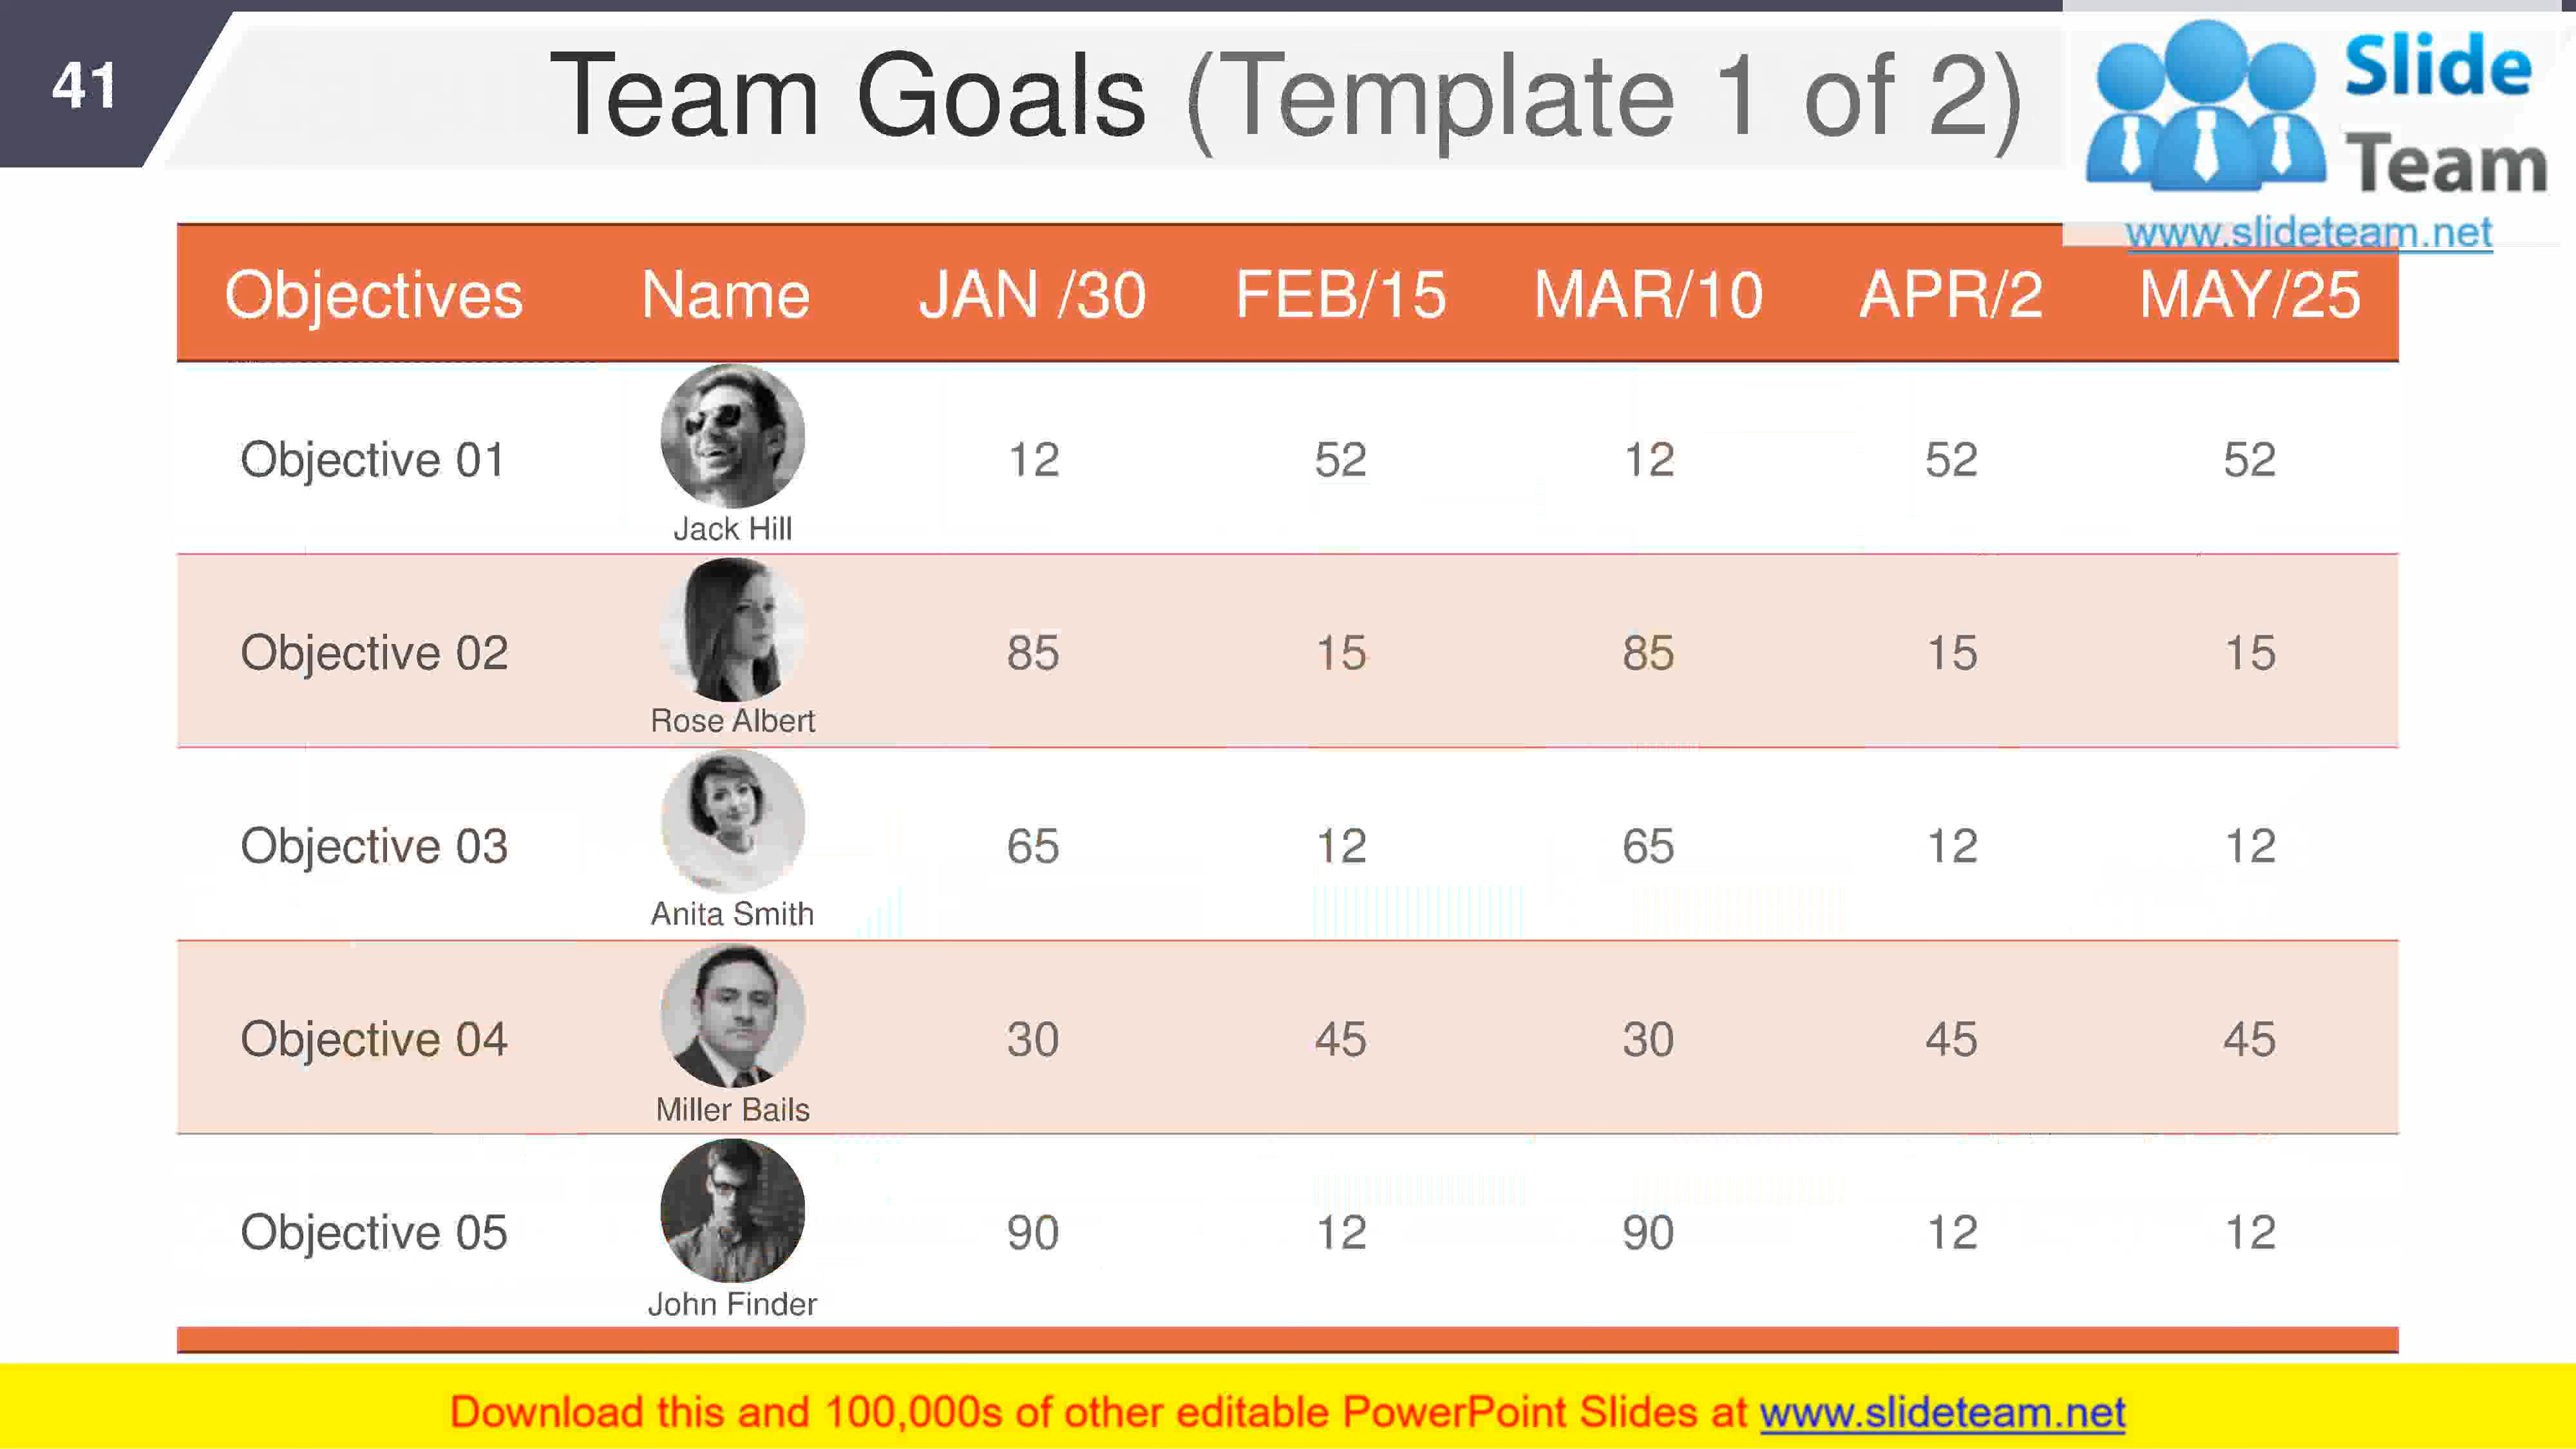 41
Team Goals (Template 1 of 2)
Slide
Team
www.slideteam.net
Objectives Name JAN /30 FEB/15 MAR/10 APR/2 MAY/25
Objective 01 12 52 12 52 52
Jack Hill
Objective 02 85 15 85 15 15
Rose Albert
Objective 03 65 12 65 12 12
Anita Smith
Objective 04 30 45 30 45 45
Miller Bails
Objective 05 90 12 90 12 12
John Finder
Download this and 100,000s of other editable PowerPoint Slides at www.slideteam.net